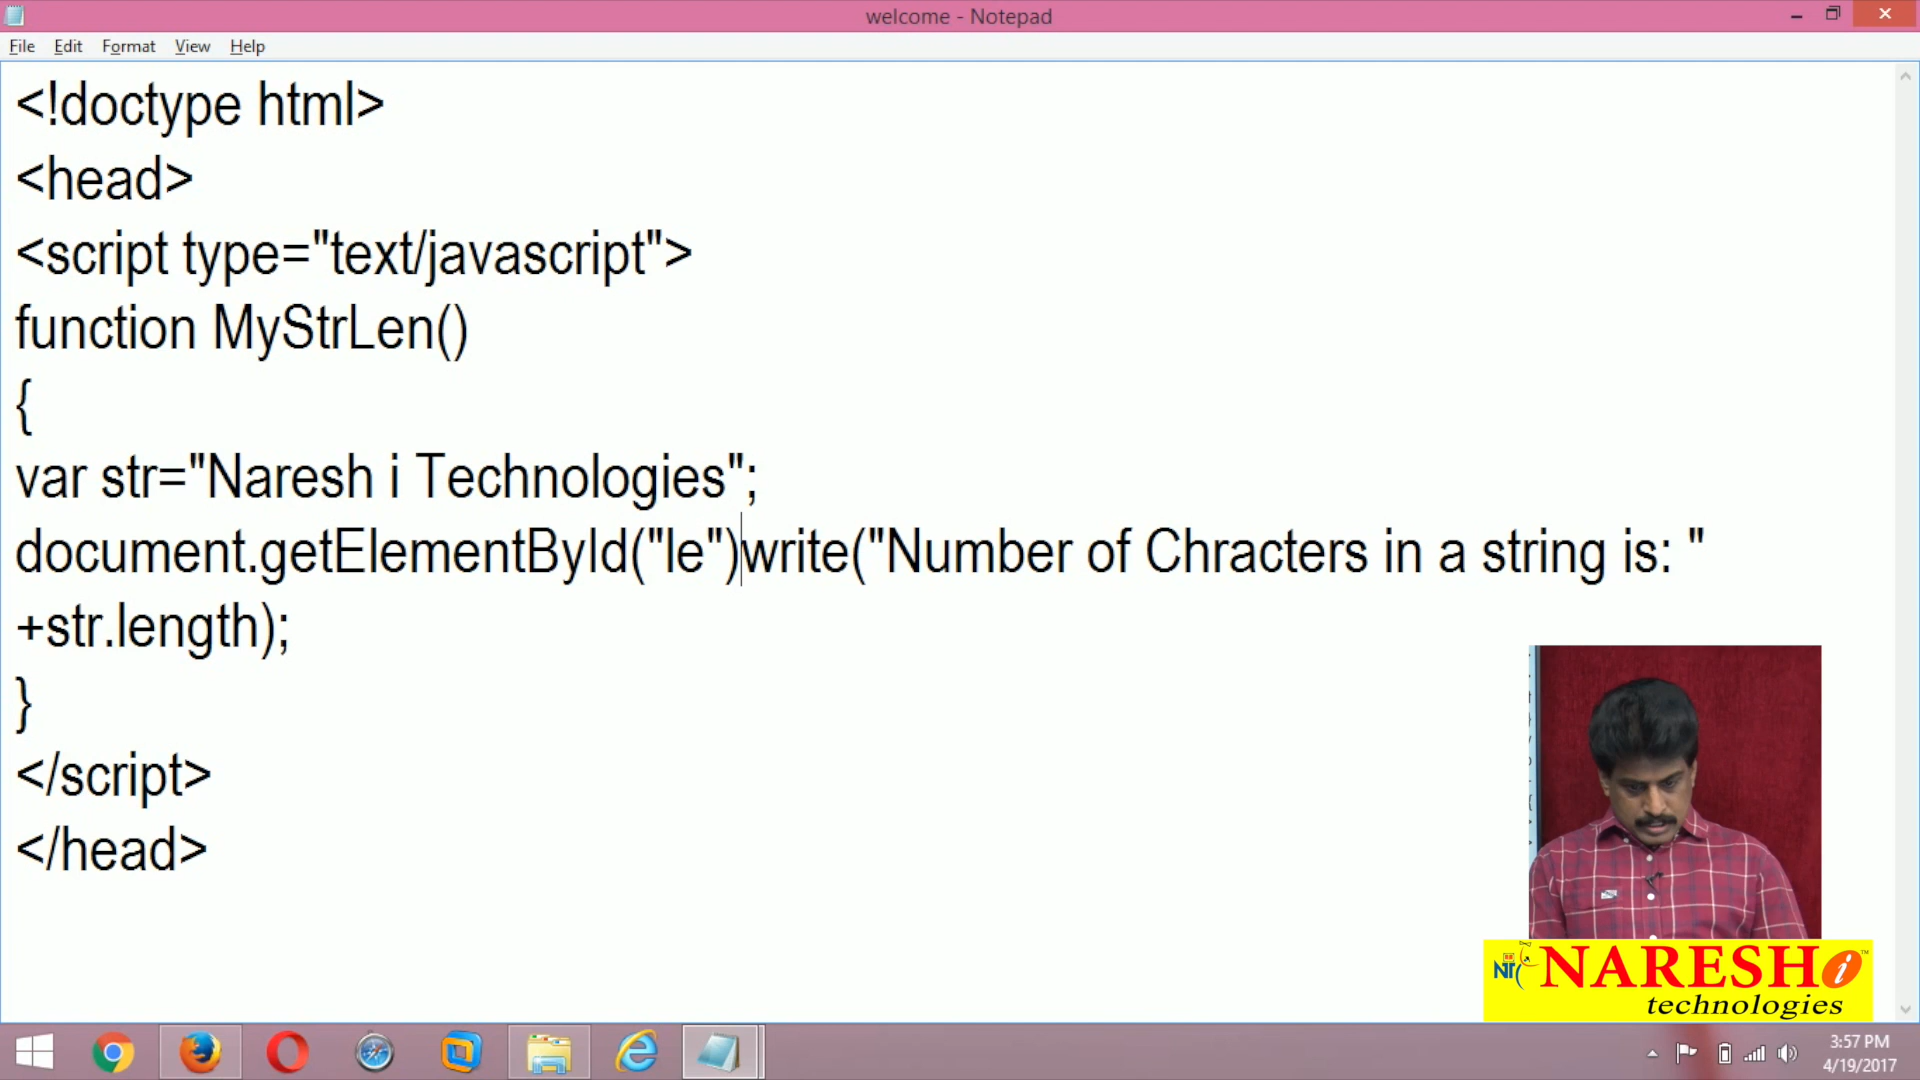 welcome - Notepad
File Edit Format View Help
<!doctype html>
<head>
<script type="text/javascript">
function MyStrLen()
{
var str="Naresh i Technologies";
document.getElementById("le")write("Number of Chracters in a string is: "
+str.length);
}
</script>
</head>
NARESH i
technologies
3:57 PM
4/19/2017